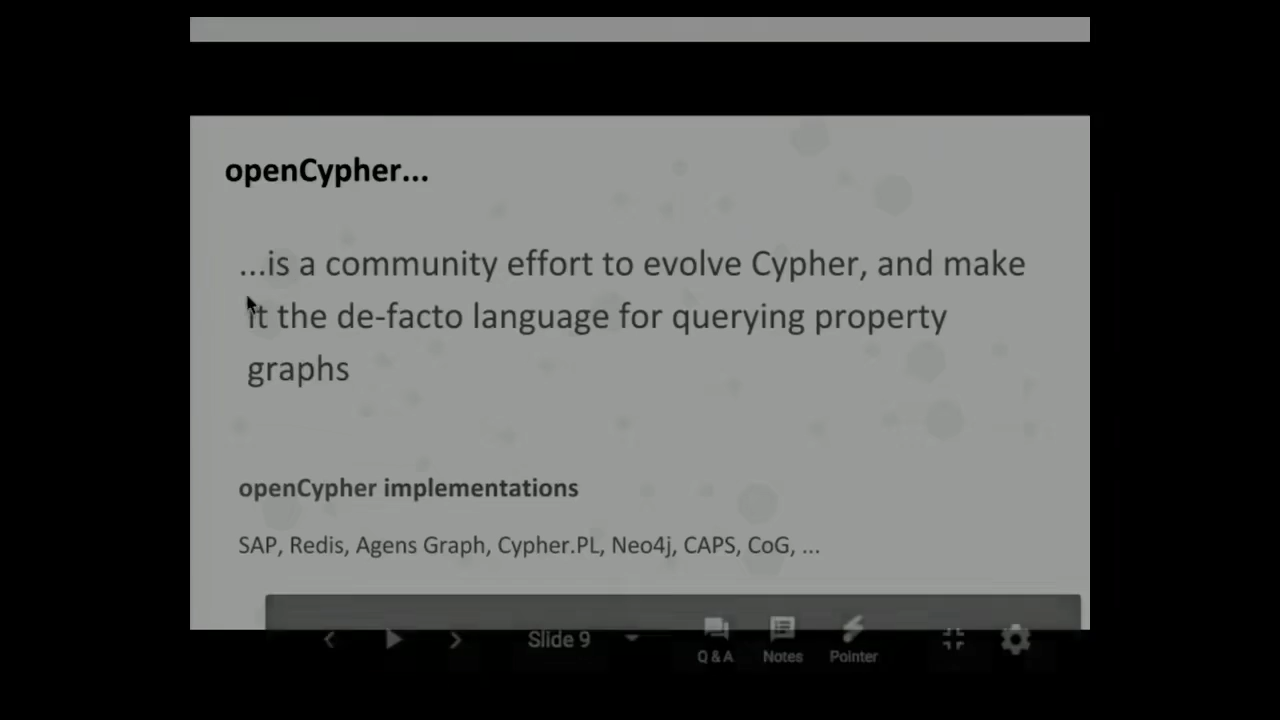 openCypher...
...is a community effort to evolve Cypher, and make
it the de-facto language for querying property
graphs
openCypher implementations
SAP, Redis, Agens Graph, Cypher.PL, Neo4j, CAPS, CoG, ...
Slide 9
Q & A Notes Pointer